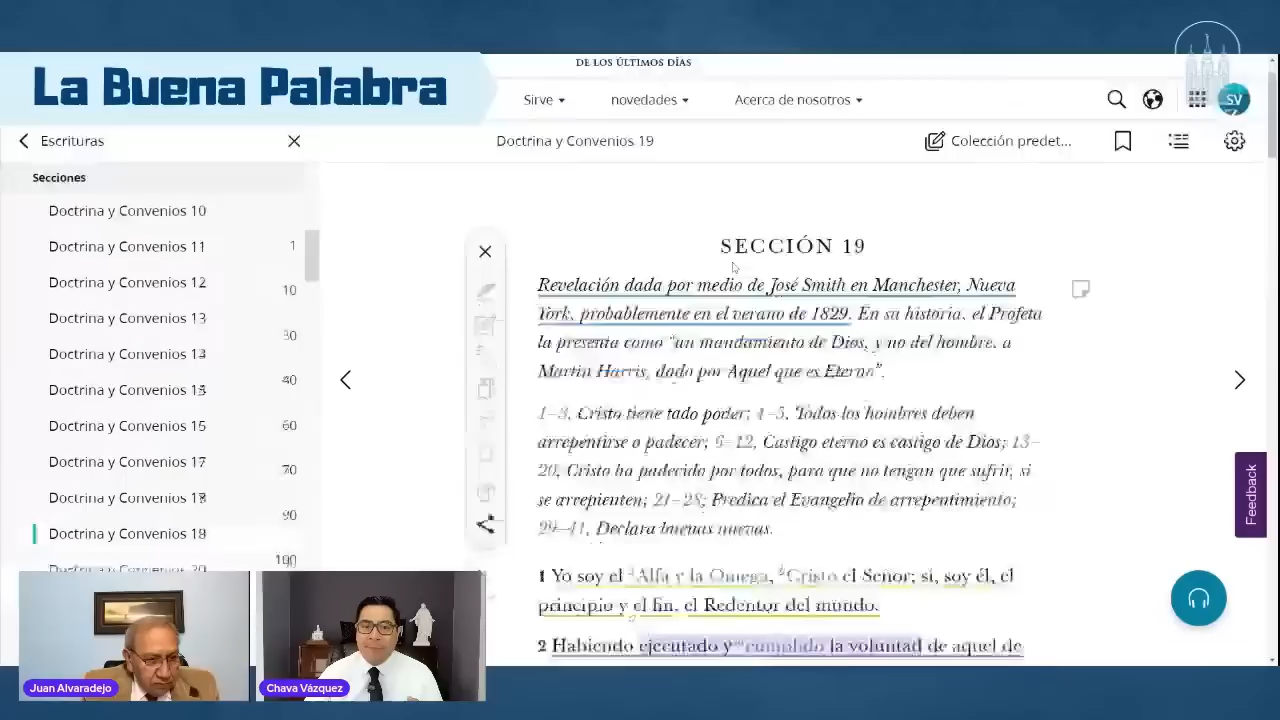 La Buena Palabra
DE LOS ÚLTIMOS DÍAS
Sirve
novedades
Acerca de nosotros
SV
Escrituras
Doctrina y Convenios 19
Colección predet...
Secciones
Doctrina y Convenios 10
Doctrina y Convenios 11
Doctrina y Convenios 12
Doctrina y Convenios 13
Doctrina y Convenios
Doctrina y Convenios
Doctrina y Convenios
Doctrina y Convenios 17
Doctrina y Convenios
Doctrina y Convenios 19
1
10
30
40
60
70
90
SECCIÓN 19
Revelación dada por medio de José Smith en Manchester, Nueva
York, probablemente en el verano de 1829. En su historia, el Profeta
la presenta como “un mandamiento de Dios, y no del hombre, a
Martin Harris, dado por Aquel que es Eterno”.
1–3, Cristo tiene todo poder; 4–5, Todos los hombres deben
arrepentirse o padecer; 6–12, Castigo eterno es castigo de Dios; 13–
20, Cristo ha padecido por todos, para que no tengan que sufrir, si
se arrepienten; 21–28, Predica el Evangelio de arrepentimiento;
29–41, Declara buenas nuevas.
1 Yo soy el Alfa y la Omega, Cristo el Señor; sí, soy él, el
principio y el fin, el Redentor del mundo.
2 Habiendo ejecutado y cumplido la voluntad de aquel de
Feedback
Juan Alvaradejo
Chava Vázquez